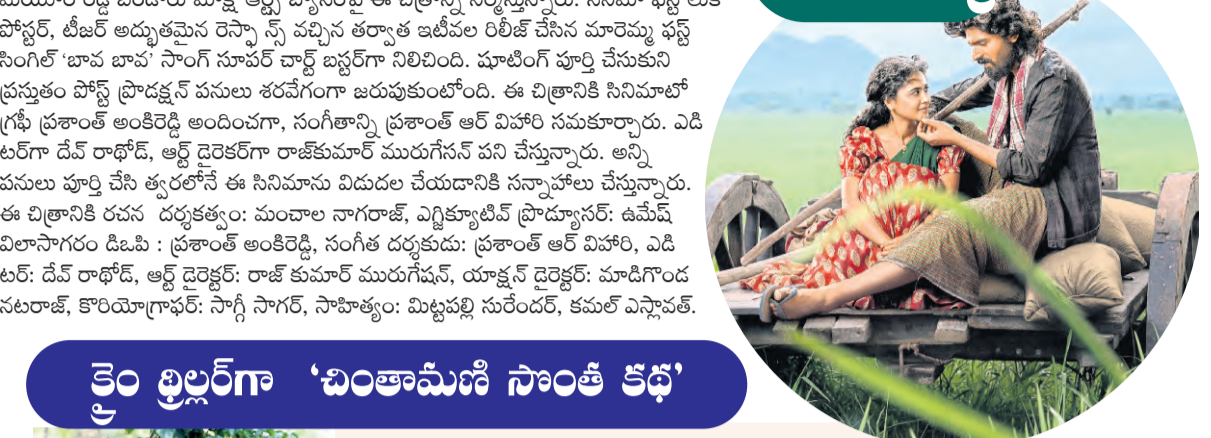 పోస్టర్, టీజర్ అద్భుతమైన రెస్పా న్స్ వచ్చిన తర్వాత ఇటీవల రిలీజ్ చేసిన మారెమ్మ ఫస్ట్
సింగిల్ ‘బావ బావ’ సాంగ్ సూపర్ చార్ట్ బస్టర్‌గా నిలిచింది. షూటింగ్ పూర్తి చేసుకుని
ప్రస్తుతం పోస్ట్ ప్రొడక్షన్ పనులు శరవేగంగా జరుపుకుంటోంది. ఈ చిత్రానికి సినిమాటో
గ్రఫీ ప్రశాంత్ అంకిరెడ్డి అందించగా, సంగీతాన్ని ప్రశాంత్ ఆర్ విహారి సమకూర్చారు. ఎడి
టర్‌గా దేవ్ రాథోడ్, ఆర్ట్ డైరెకర్‌గా రాజ్‌కుమార్ మురుగేసన్ పని చేస్తున్నారు. అన్ని
పనులు పూర్తి చేసి త్వరలోనే ఈ సినిమాను విడుదల చేయడానికి సన్నాహాలు చేస్తున్నారు.
ఈ చిత్రానికి రచన దర్శకత్వం: మంచాల నాగరాజ్, ఎగ్జిక్యూటివ్ ప్రొడ్యూసర్: ఉమేష్
విలాసాగరం డిఒపి : ప్రశాంత్ అంకిరెడ్డి, సంగీత దర్శకుడు: ప్రశాంత్ ఆర్ విహారి, ఎడి
టర్: దేవ్ రాథోడ్, ఆర్ట్ డైరెక్టర్: రాజ్ కుమార్ మురుగేషన్, యాక్షన్ డైరెక్టర్: మాడిగొండ
నటరాజ్, కొరియోగ్రాఫర్: సాగ్గీ సాగర్, సాహిత్యం: మిట్టపల్లి సురేందర్, కమల్ ఎస్లావత్.
క్రైం థ్రిల్లర్‌గా ‘చింతామణి సొంత కథ’